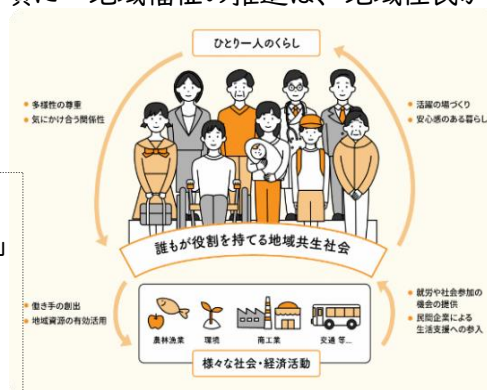 地域福祉の推進は、地域住民が
ひとり一人のくらし
多様性の尊重
気にかけ合う関係性
活躍の場づくり
安心感のある暮らし
」
誰もが役割を持てる地域共生社会
働き手の創出
地域資源の有効活用
農林漁業
環境
商工業
交通 等...
就労や社会参加の
機会の提供
民間企業による
生活支援への参入
様々な社会・経済活動